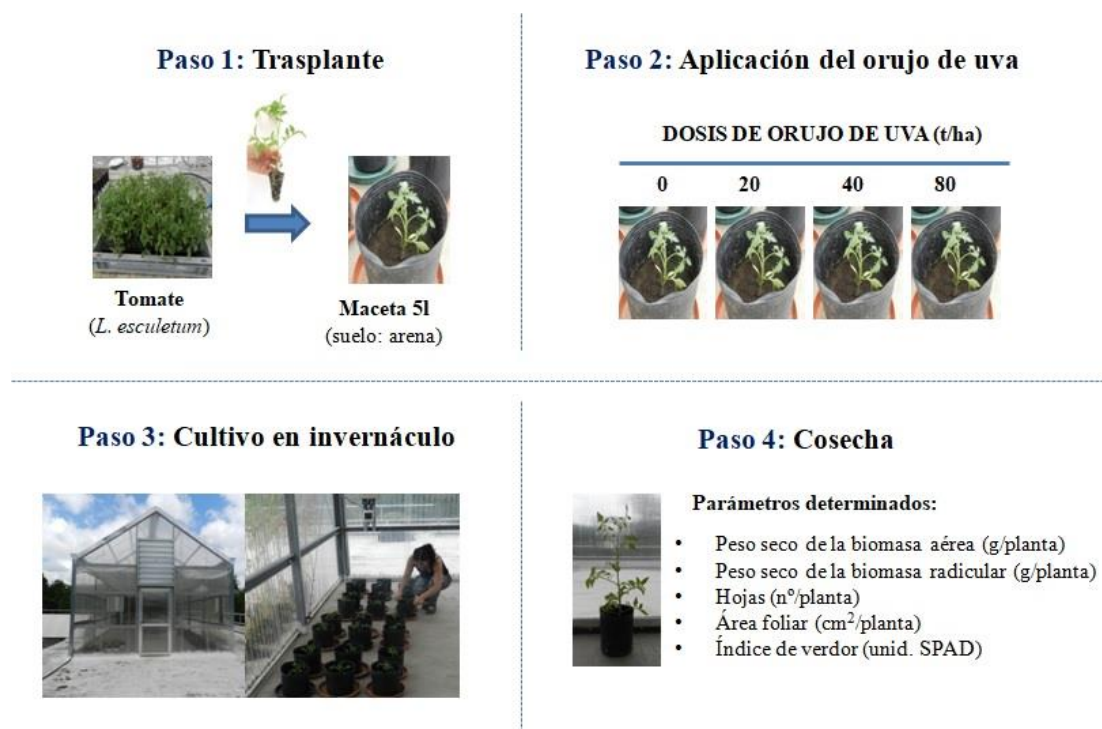 Paso 1: Trasplante
Tomate
(L. esculetum)
Maceta 5l
(suelo: arena)
Paso 2: Aplicación del orujo de uva
DOSIS DE ORUJO DE UVA (t/ha)
0 20 40 80
Paso 3: Cultivo en invernáculo
Paso 4: Cosecha
Parámetros determinados:
• Peso seco de la biomasa aérea (g/planta)
• Peso seco de la biomasa radicular (g/planta)
• Hojas (nº/planta)
• Área foliar (cm²/planta)
• Índice de verdor (unid. SPAD)